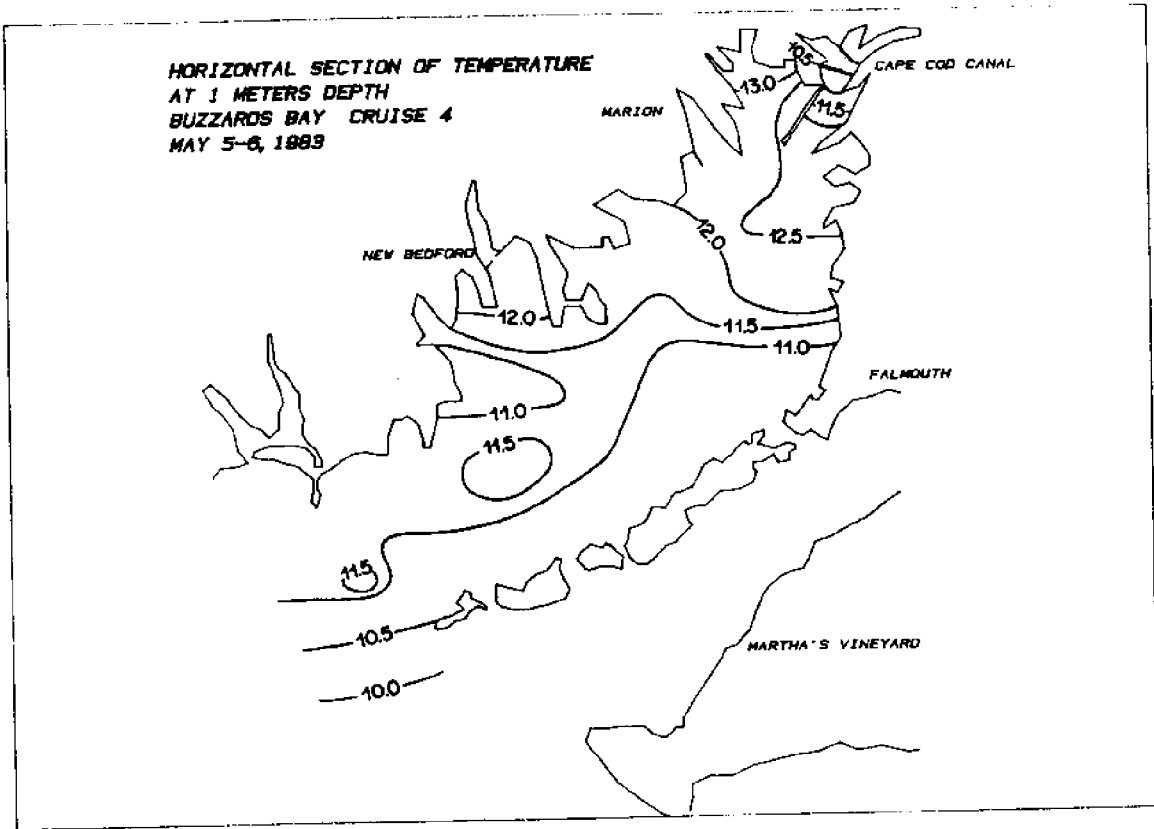 HORIZONTAL SECTION OF TEMPERATURE
AT 1 METERS DEPTH
BUZZARDS BAY CRUISE 4
MAY 5-6, 1983
CAPE COD CANAL
10.5
13.0
11.5
MARION
12.0
12.5
NEW BEDFORD
12.0
11.5
11.0
FALMOUTH
11.0
11.5
11.5
10.5
MARTHA'S VINEYARD
10.0